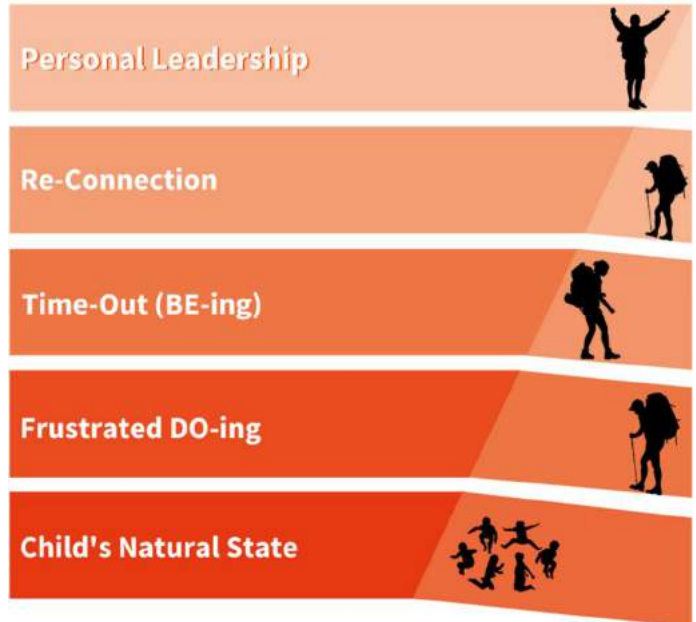 Personal Leadership
Re-Connection
Time-Out (BE-ing)
Frustrated DO-ing
Child's Natural State